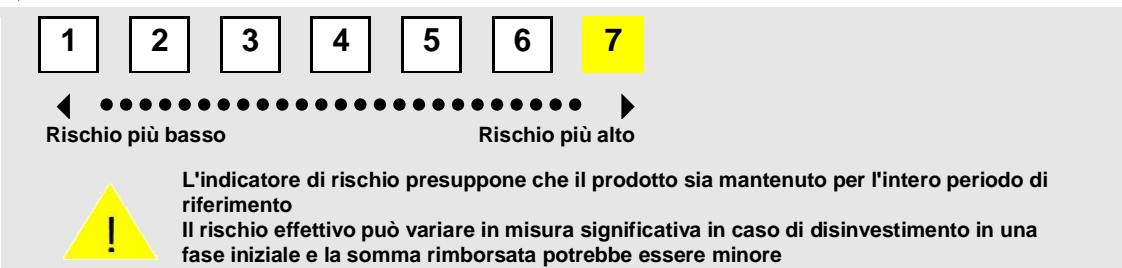 1 2 3 4 5 6 7
Rischio più basso Rischio più alto
L'indicatore di rischio presuppone che il prodotto sia mantenuto per l'intero periodo di
riferimento
Il rischio effettivo può variare in misura significativa in caso di disinvestimento in una
! fase iniziale e la somma rimborsata potrebbe essere minore